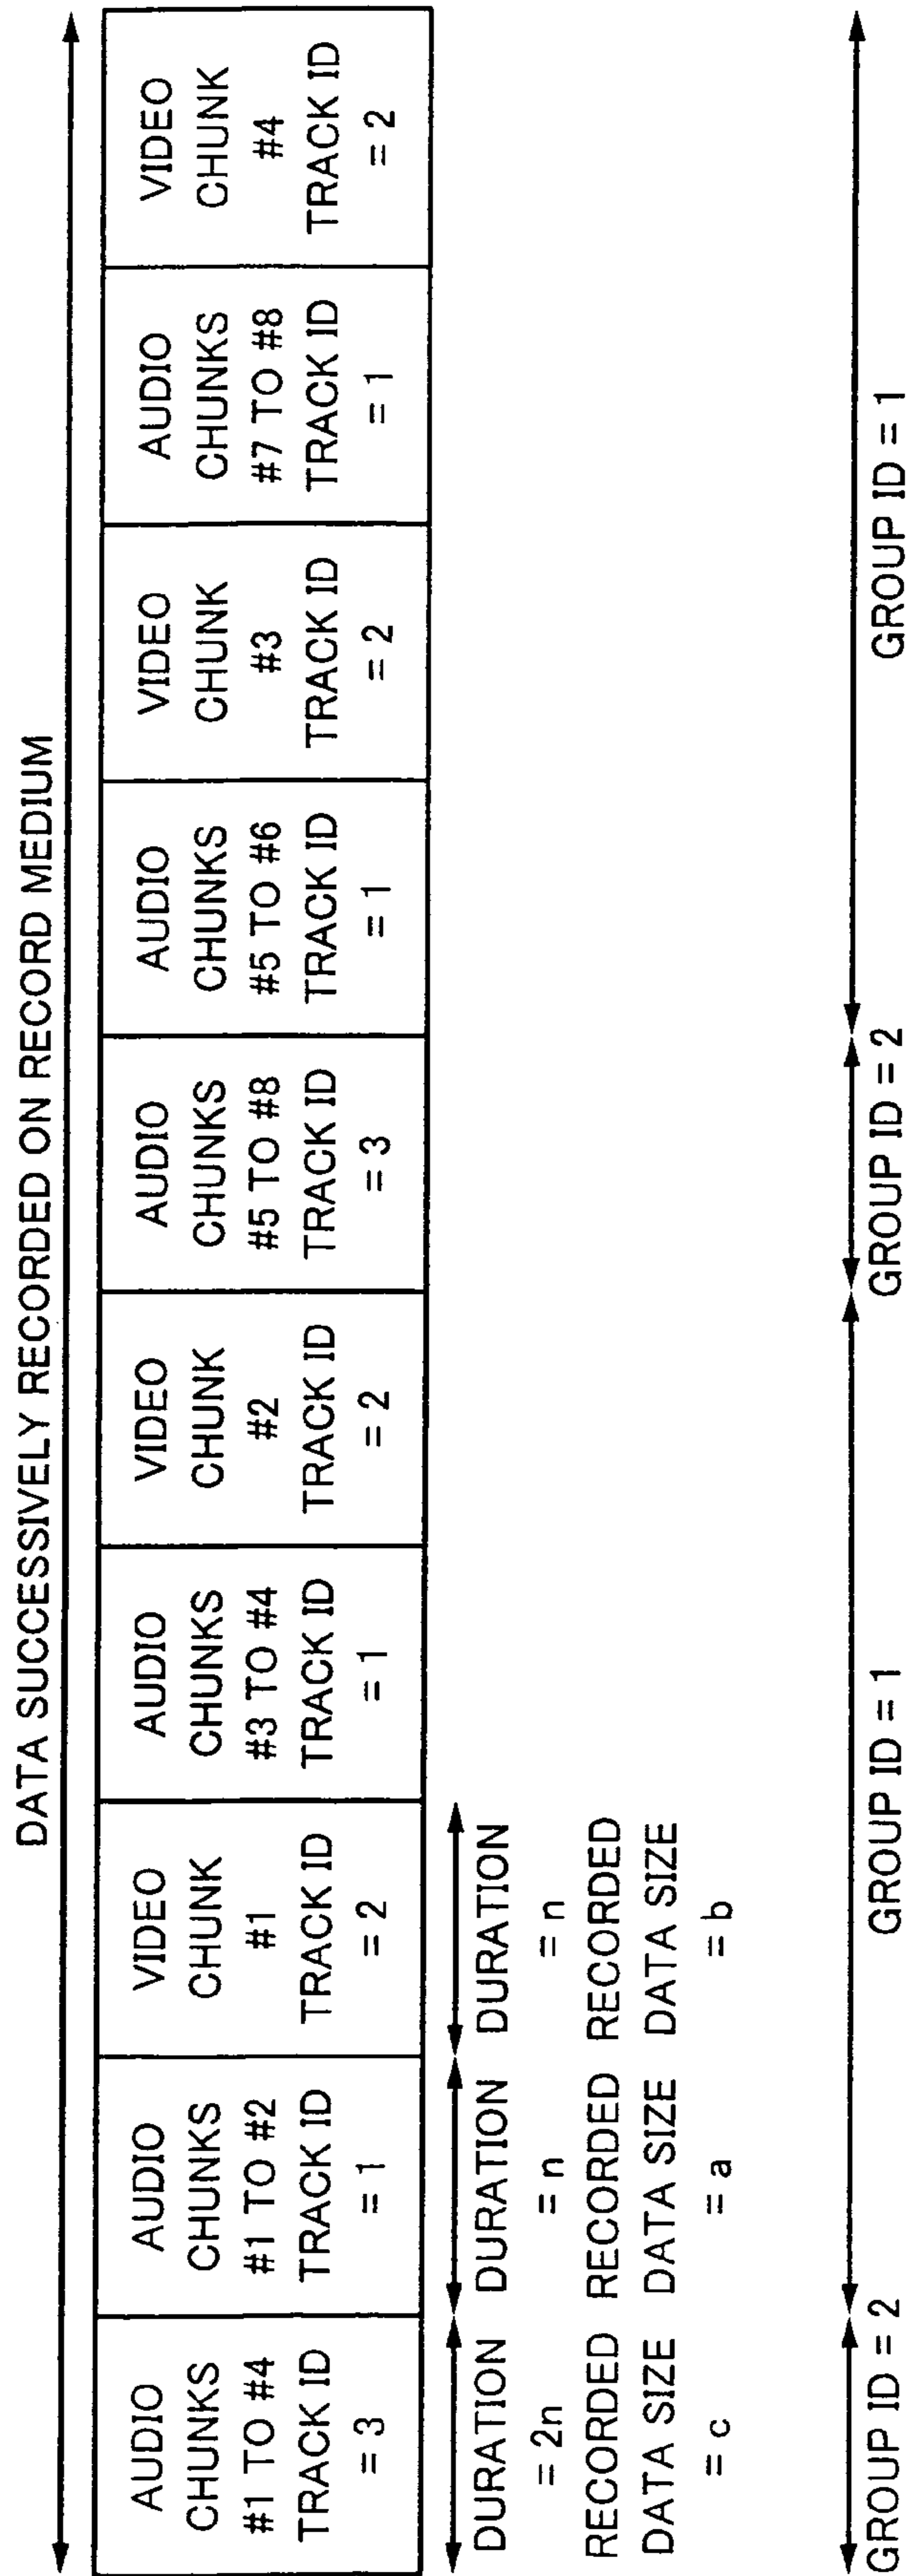 DATA SUCCESSIVELY RECORDED ON RECORD MEDIUM
AUDIO
CHUNKS
#1 TO #4
TRACK ID
= 3
AUDIO
CHUNKS
#1 TO #2
TRACK ID
= 1
VIDEO
CHUNK
#1
TRACK ID
= 2
AUDIO
CHUNKS
#3 TO #4
TRACK ID
= 1
VIDEO
CHUNK
#2
TRACK ID
= 2
AUDIO
CHUNKS
#5 TO #8
TRACK ID
= 3
AUDIO
CHUNKS
#5 TO #6
TRACK ID
= 1
VIDEO
CHUNK
#3
TRACK ID
= 2
AUDIO
CHUNKS
#7 TO #8
TRACK ID
= 1
VIDEO
CHUNK
#4
TRACK ID
= 2
DURATION
= 2n
RECORDED
DATA SIZE
= c
DURATION
= n
RECORDED
DATA SIZE
= a
DURATION
= n
RECORDED
DATA SIZE
= b
GROUP ID = 2
GROUP ID = 1
GROUP ID = 2
GROUP ID = 1